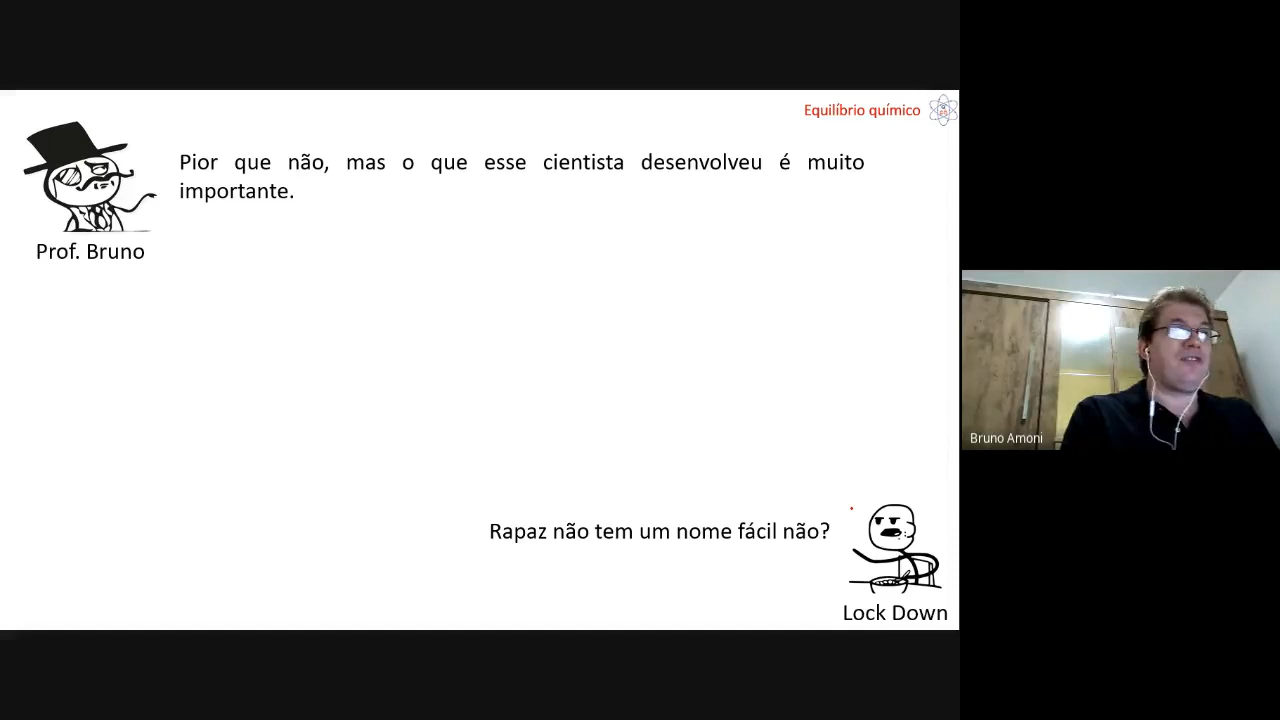 Equilíbrio químico
Pior que não, mas o que esse cientista desenvolveu é muito
importante.
Prof. Bruno
Bruno Amoni
Rapaz não tem um nome fácil não?
Lock Down